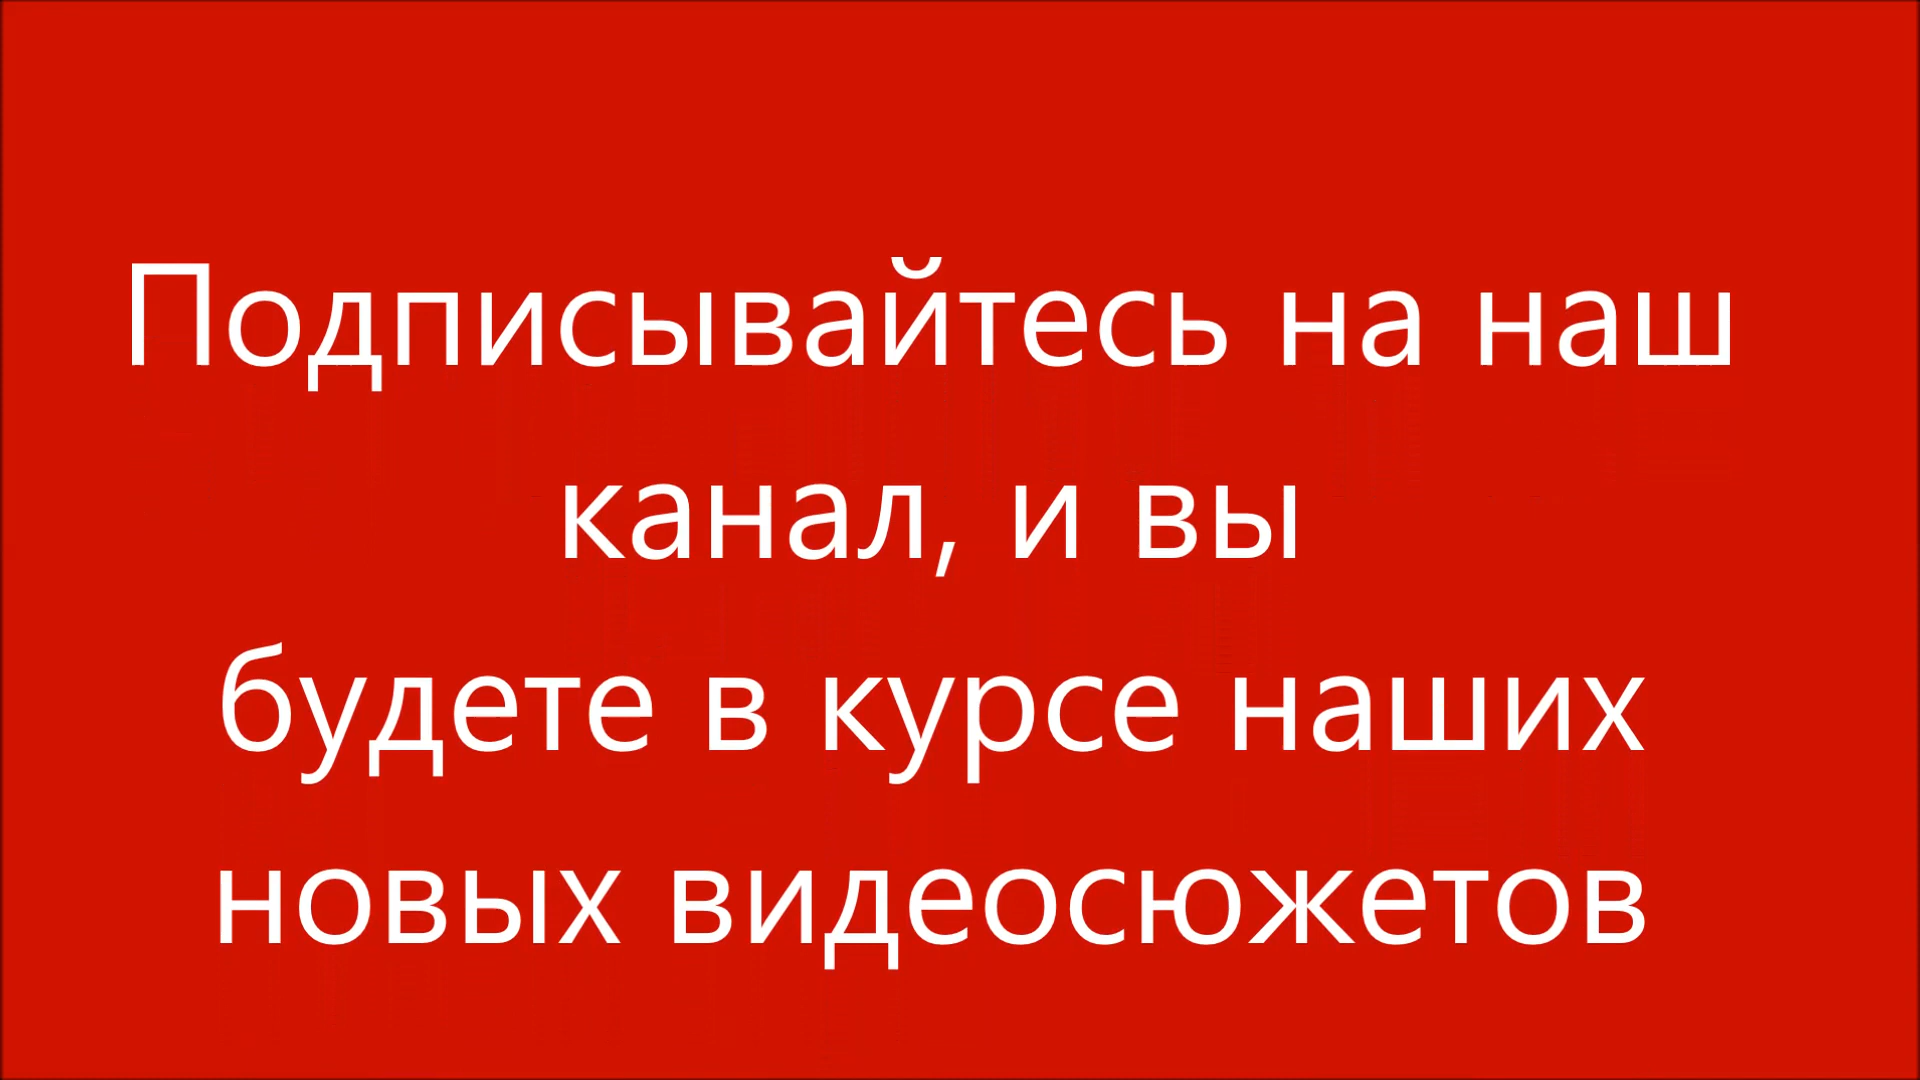 Подписывайтесь на наш
канал, и вы
будете в курсе наших
новых видеосюжетов